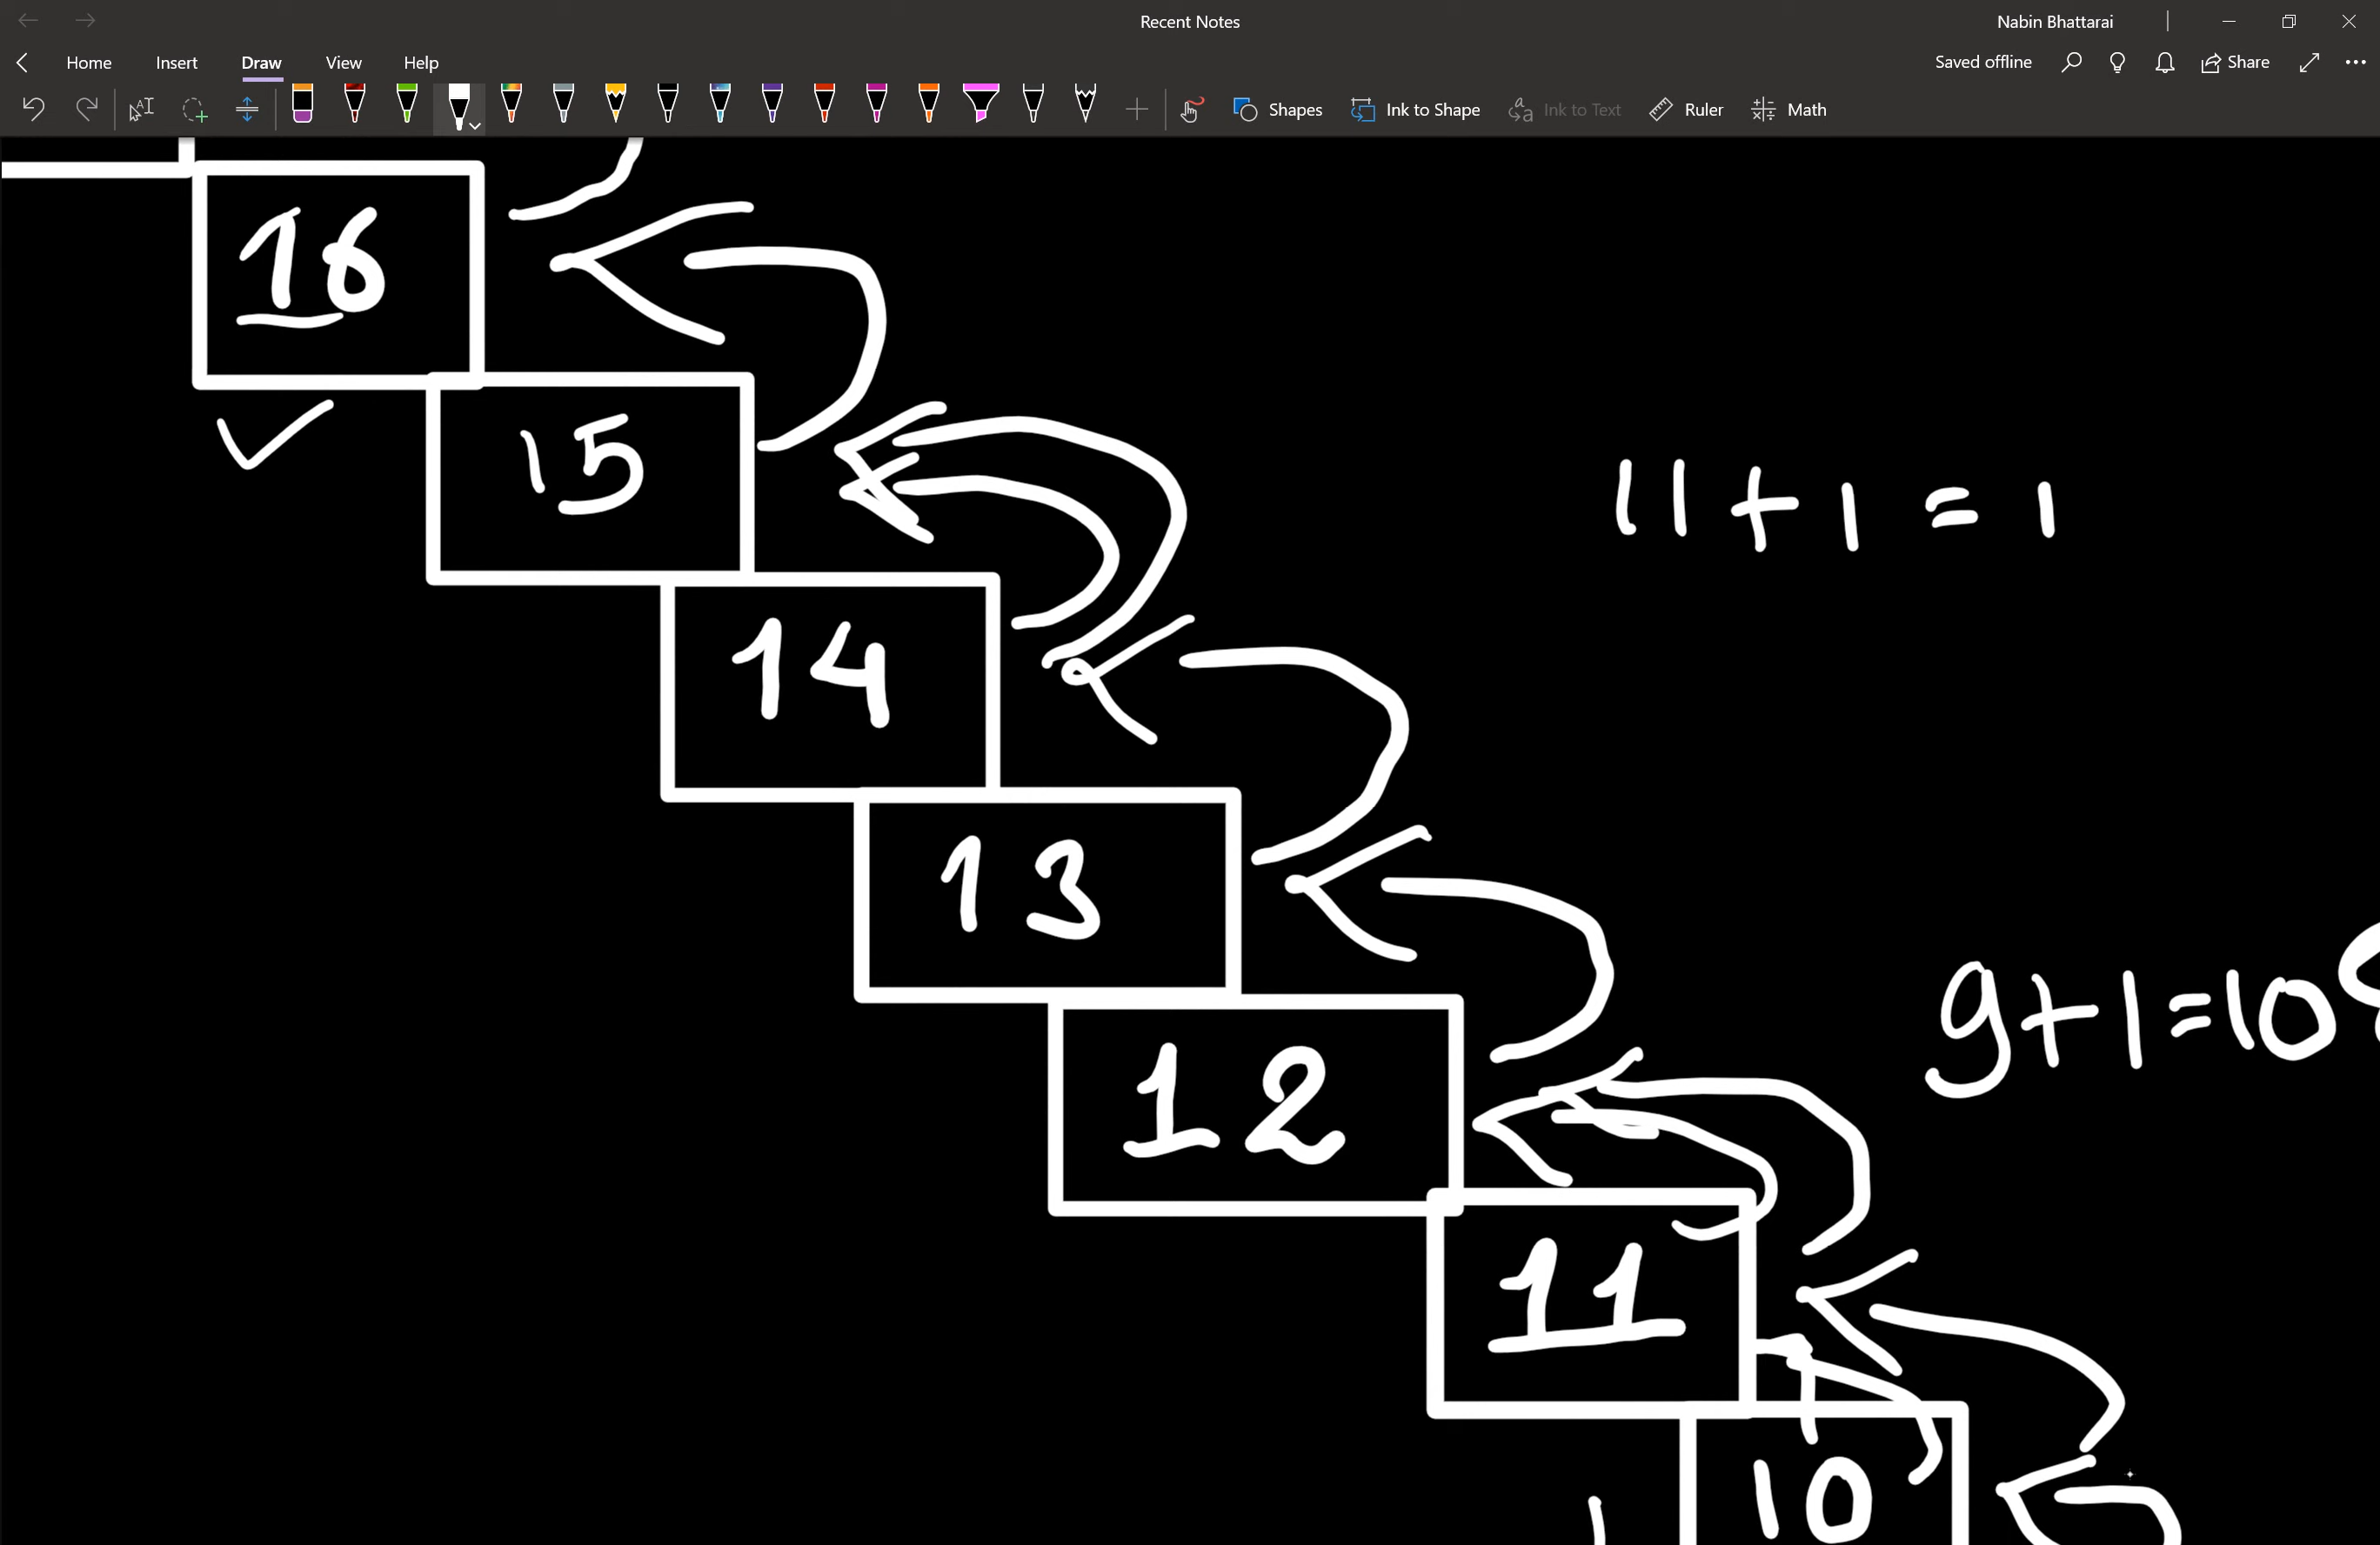 Recent Notes
Nabin Bhattarai
Home Insert Draw View Help
Saved offline
Share
Shapes
Ink to Shape
Ink to Text
Ruler
Math
16
15
11+1=1
14
13
9+1=10
12
11
10